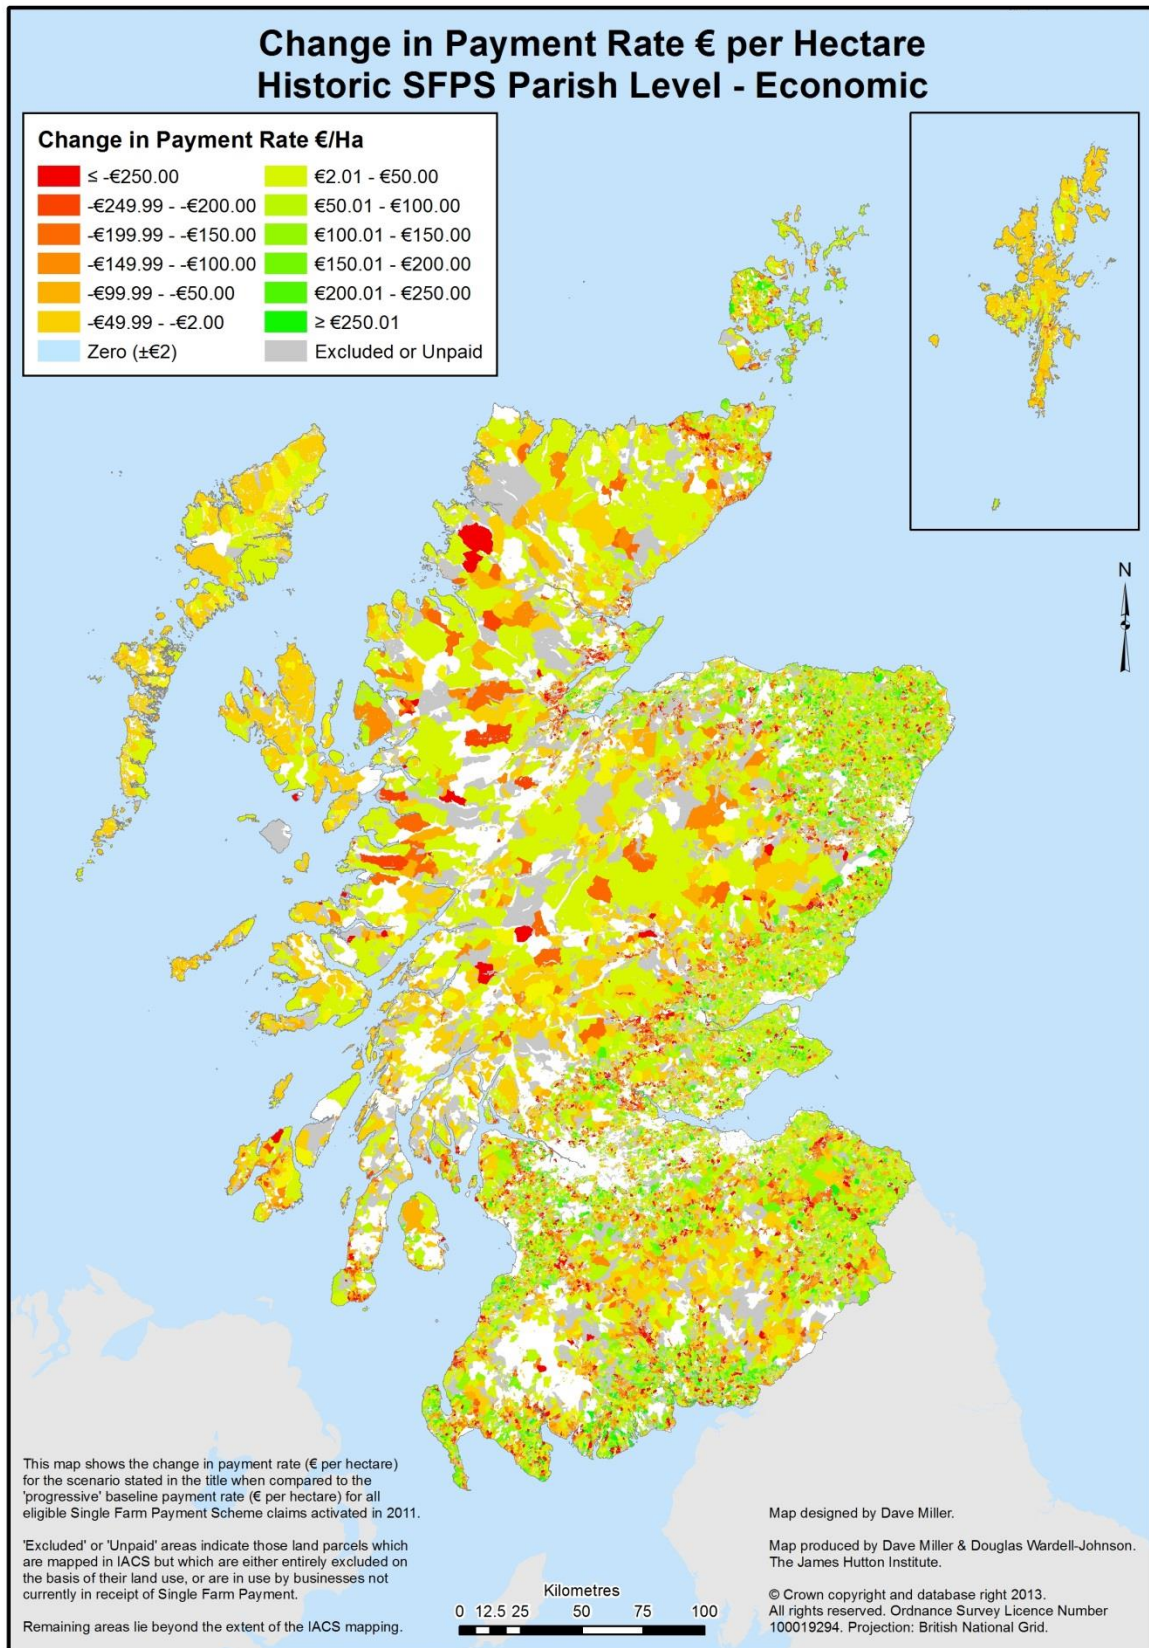 Change in Payment Rate € per Hectare
Historic SFPS Parish Level - Economic
Change in Payment Rate €/Ha
≤ -€250.00
-€249.99 - -€200.00
-€199.99 - -€150.00
-€149.99 - -€100.00
-€99.99 - -€50.00
-€49.99 - -€2.00
Zero (±€2)
€2.01 - €50.00
€50.01 - €100.00
€100.01 - €150.00
€150.01 - €200.00
€200.01 - €250.00
≥ €250.01
Excluded or Unpaid
N
This map shows the change in payment rate (€ per hectare)
for the scenario stated in the title when compared to the
'progressive' baseline payment rate (€ per hectare) for all
eligible Single Farm Payment Scheme claims activated in 2011.
'Excluded' or 'Unpaid' areas indicate those land parcels which
are mapped in IACS but which are either entirely excluded on
the basis of their land use, or are in use by businesses not
currently in receipt of Single Farm Payment.
Remaining areas lie beyond the extent of the IACS mapping.
Kilometres
0 12.5 25 50 75 100
Map designed by Dave Miller.
Map produced by Dave Miller & Douglas Wardell-Johnson.
The James Hutton Institute.
© Crown copyright and database right 2013.
All rights reserved. Ordnance Survey Licence Number
100019294. Projection: British National Grid.